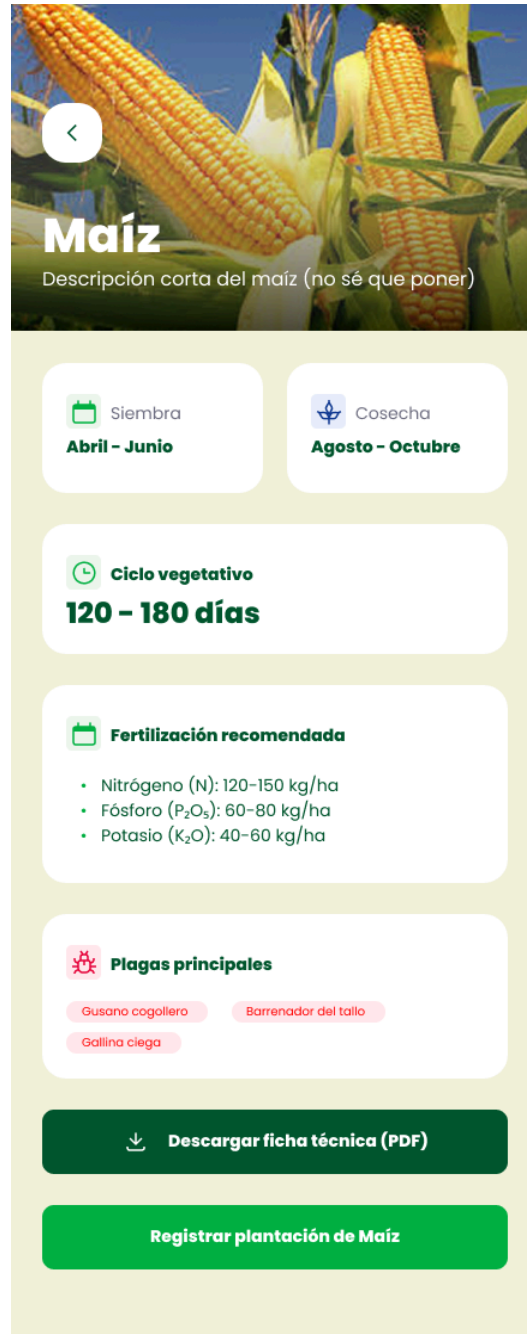 Maíz
Descripción corta del maíz (no sé que poner)
Siembra
Abril - Junio
Cosecha
Agosto - Octubre
Ciclo vegetativo
120 - 180 días
Fertilización recomendada
• Nitrógeno (N): 120-150 kg/ha
• Fósforo (P₂O₅): 60-80 kg/ha
• Potasio (K₂O): 40-60 kg/ha
Plagas principales
Gusano cogollero
Barrenador del tallo
Gallina ciega
Descargar ficha técnica (PDF)
Registrar plantación de Maíz